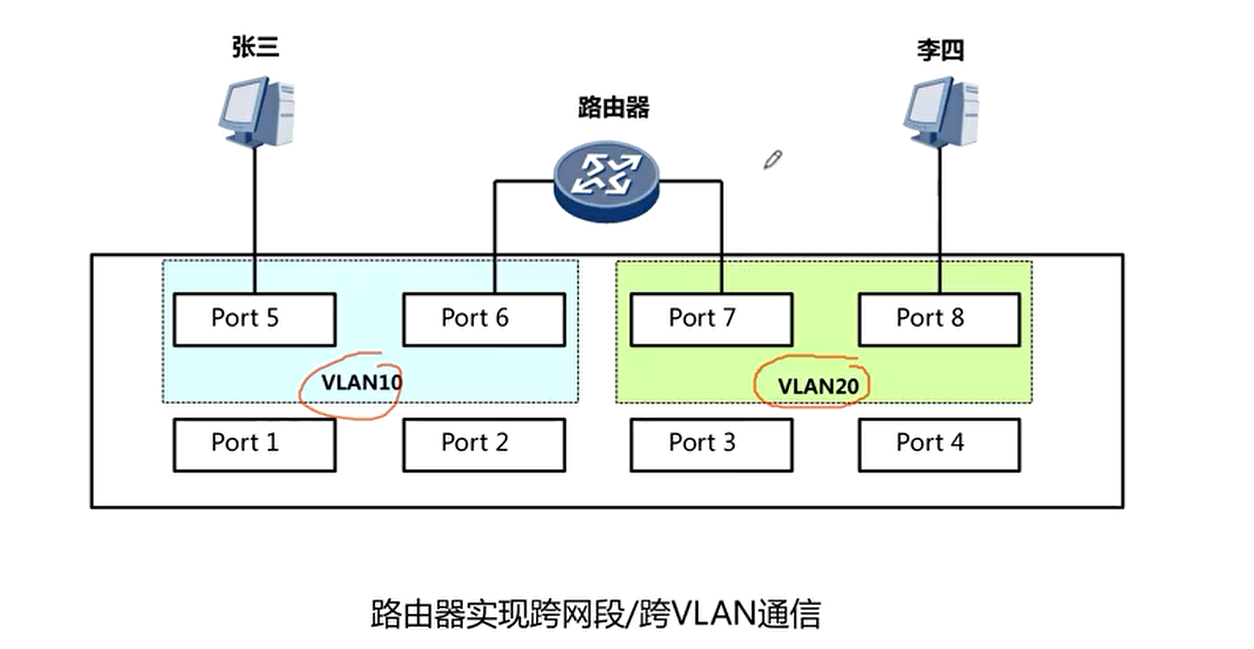 张三
李四
路由器
Port 5
Port 6
Port 7
Port 8
VLAN10
VLAN20
Port 1
Port 2
Port 3
Port 4
路由器实现跨网段/跨VLAN通信